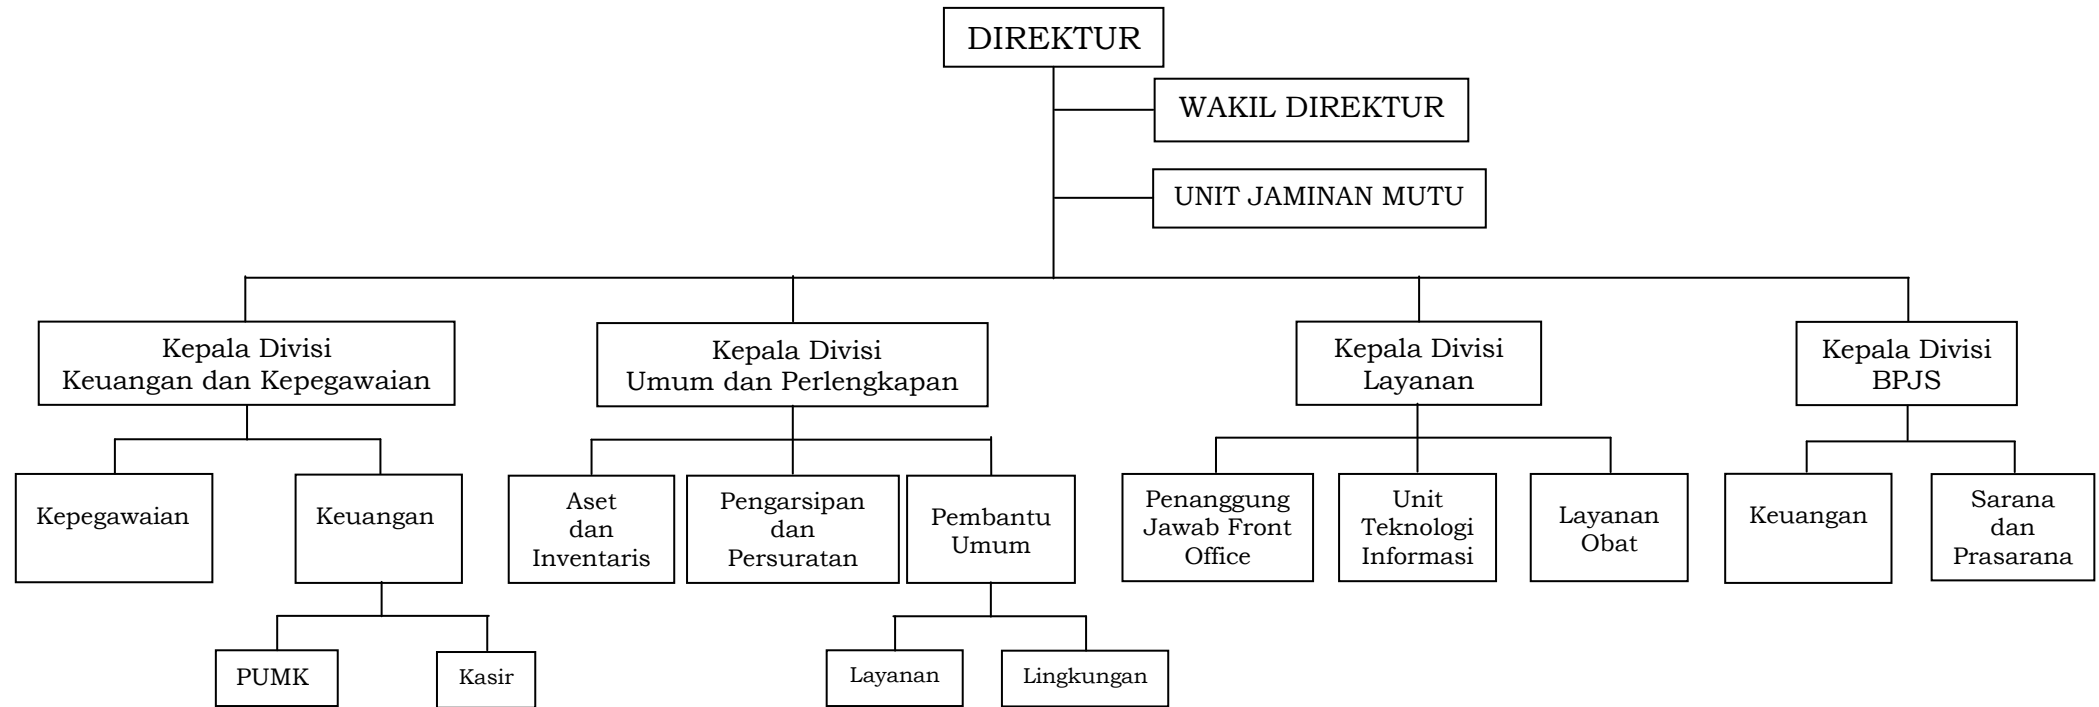 DIREKTUR
WAKIL DIREKTUR
UNIT JAMINAN MUTU
Kepala Divisi
Keuangan dan Kepegawaian
Kepala Divisi
Umum dan Perlengkapan
Kepala Divisi
Layanan
Kepala Divisi
BPJS
Kepegawaian
Keuangan
Aset
dan
Inventaris
Pengarsipan
dan
Persuratan
Pembantu
Umum
Penanggung
Jawab Front
Office
Unit
Teknologi
Informasi
Layanan
Obat
Keuangan
Sarana
dan
Prasarana
PUMK
Kasir
Layanan
Lingkungan